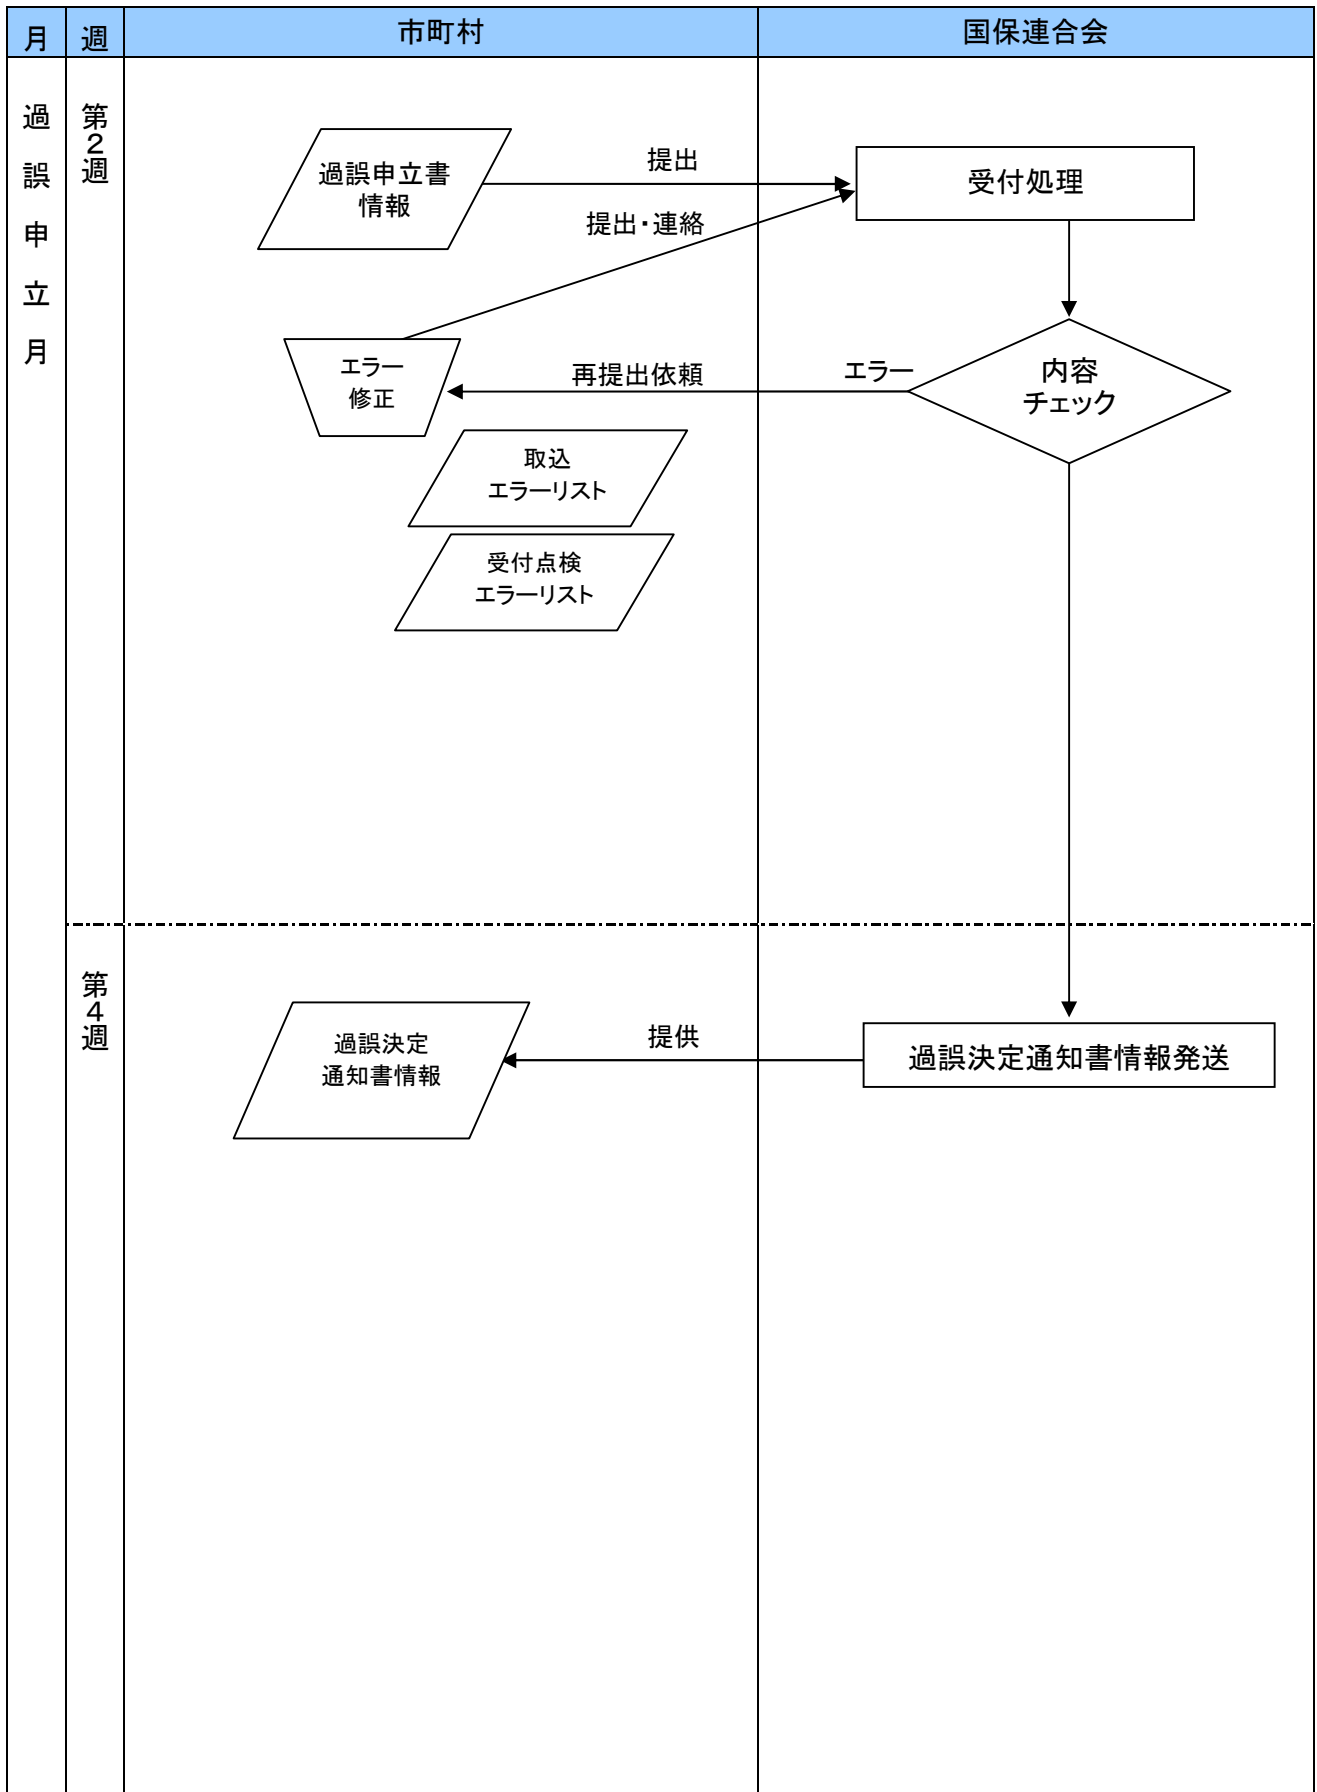 月
週
市町村
国保連合会
過誤申立月
第2週
過誤申立書
情報
提出
受付処理
提出・連絡
エラー
修正
再提出依頼
エラー
内容
チェック
取込
エラーリスト
受付点検
エラーリスト
第4週
過誤決定
通知書情報
提供
過誤決定通知書情報発送